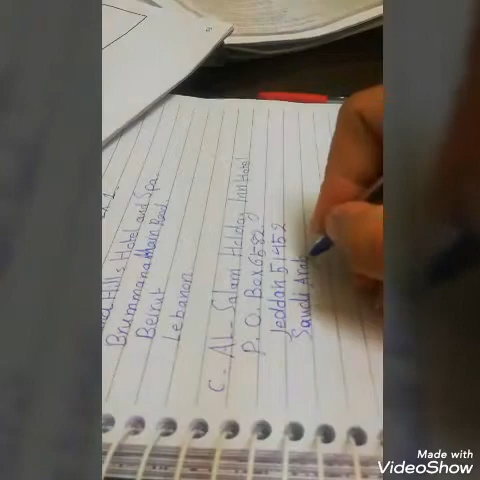 Hills Hotel and Spa
Brummana Main Road
Beirut
Lebanon
C. Al-Salam Holiday Inn Hotel
P.O. Box 6582
Jeddah 51452
Saudi Arab
Made with
VideoShow